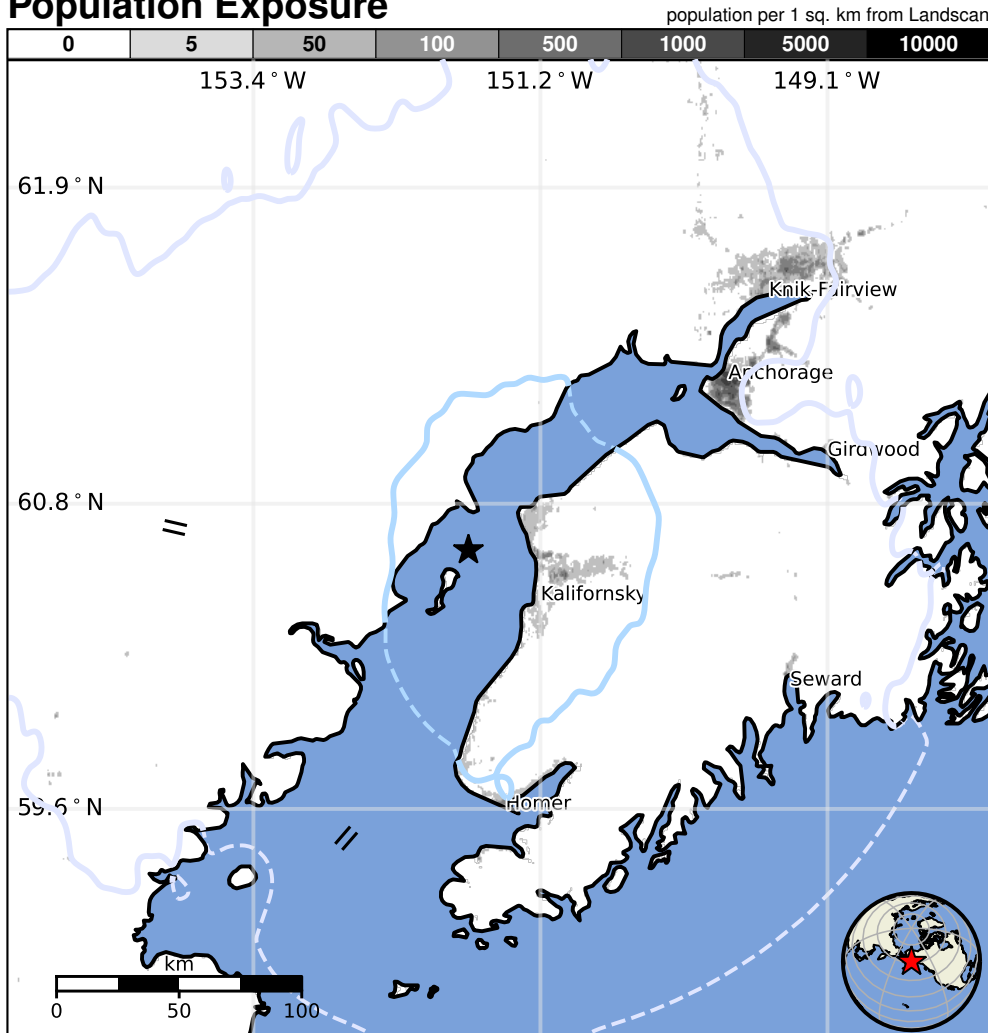 Population Exposure
population per 1 sq. km from Landscan
0 5 50 100 500 1000 5000 10000
153.4°W 151.2°W 149.1°W
61.9°N
Knik-Fairview
Anchorage
Girdwood
60.8°N
Kalifornsky
Seward
59.6°N
Homer
km
0 50 100